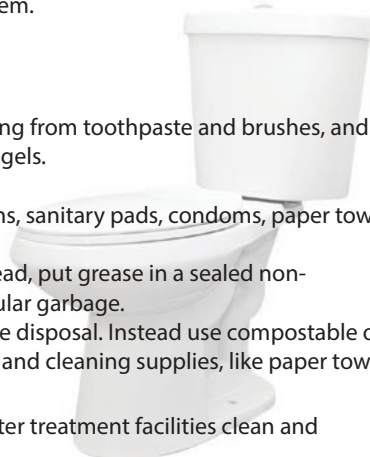 em.
ng from toothpaste and brushes, and
gels.
ns, sanitary pads, condoms, paper tow
ead, put grease in a sealed non-
ular garbage.
e disposal. Instead use compostable o
and cleaning supplies, like paper tow
ter treatment facilities clean and